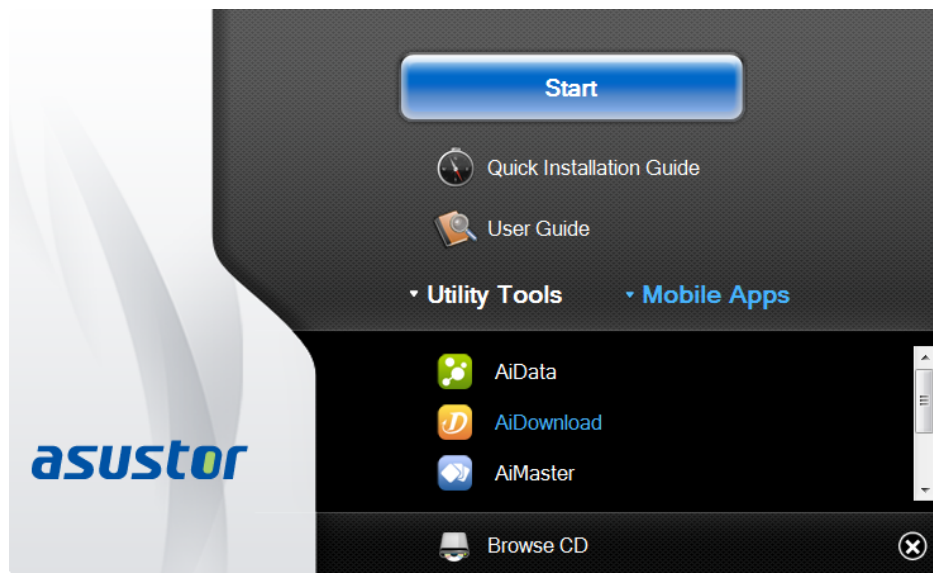 Start
Quick Installation Guide
User Guide
Utility Tools Mobile Apps
AiData
AiDownload
AiMaster
asustor
Browse CD